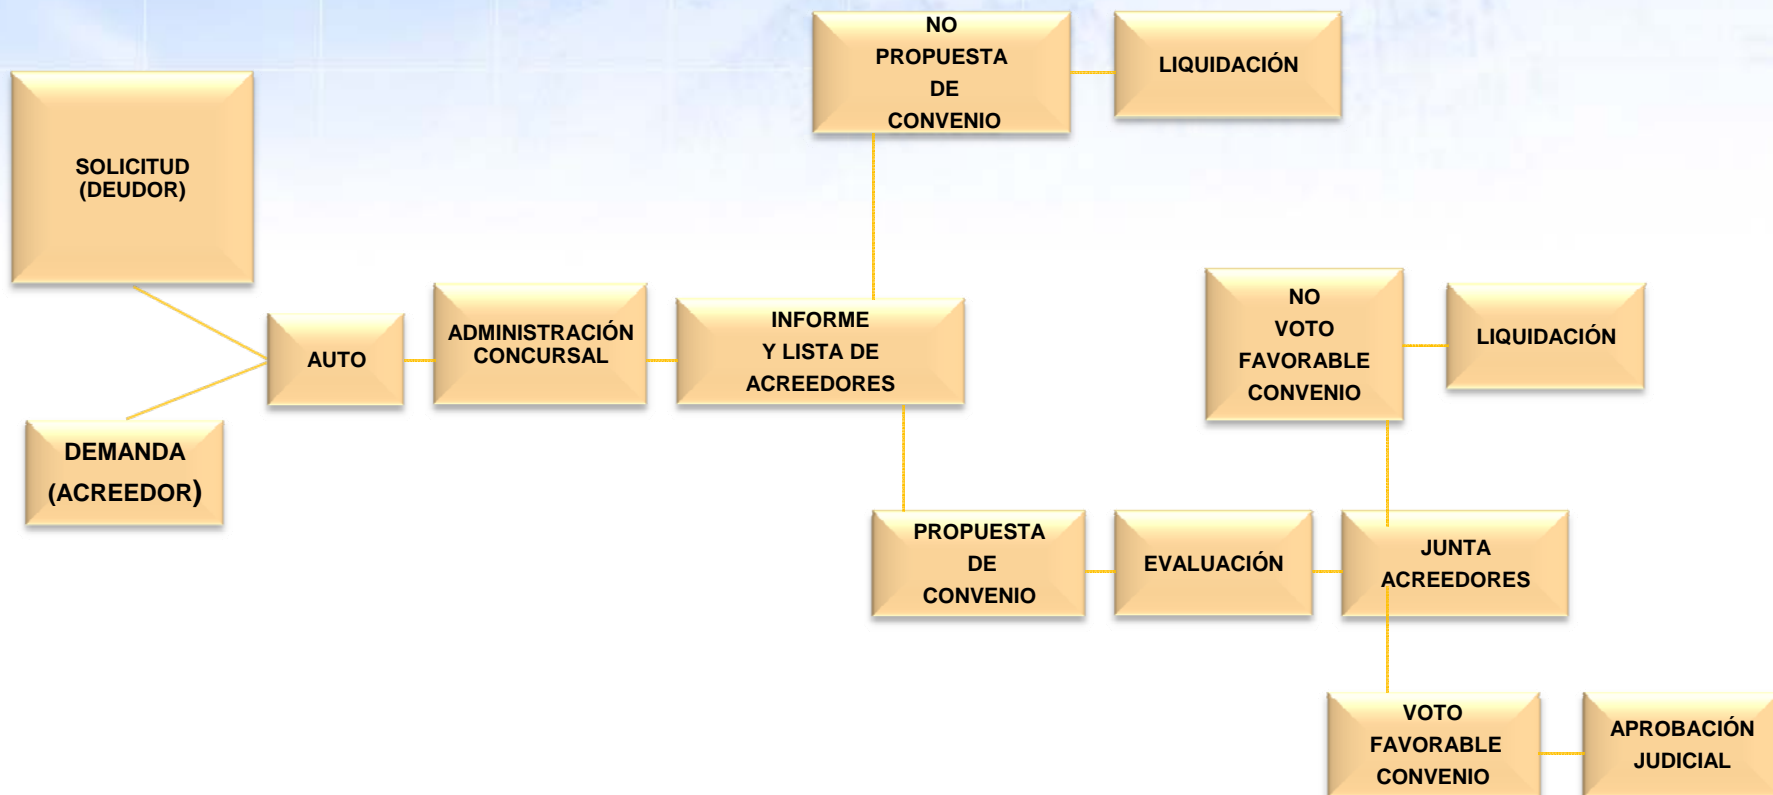 NO
PROPUESTA
DE
CONVENIO
LIQUIDACIÓN
SOLICITUD
(DEUDOR)
NO
VOTO
FAVORABLE
CONVENIO
LIQUIDACIÓN
AUTO
ADMINISTRACIÓN
CONCURSAL
INFORME
Y LISTA DE
ACREEDORES
DEMANDA
(ACREEDOR)
PROPUESTA
DE
CONVENIO
EVALUACIÓN
JUNTA
ACREEDORES
VOTO
FAVORABLE
CONVENIO
APROBACIÓN
JUDICIAL